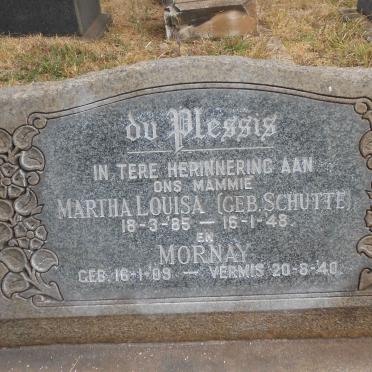 du Plessis
IN TERE HERINNERING AAN
ONS MAMMIE
MARTHA LOUISA (GEB. SCHUTTE)
18-3-'85 — 16-1-'48.
EN
MORNAY
GEB. 16-1-'09 — VERMIS 20-6-'40.